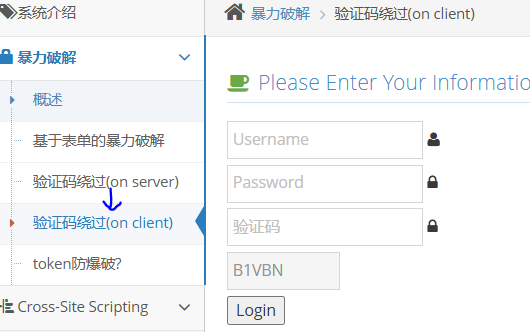 系统介绍
暴力破解
概述
基于表单的暴力破解
验证码绕过(on server)
验证码绕过(on client)
token防爆破?
Cross-Site Scripting
暴力破解 > 验证码绕过(on client)
Please Enter Your Informatio
Username
Password
验证码
B1VBN
Login